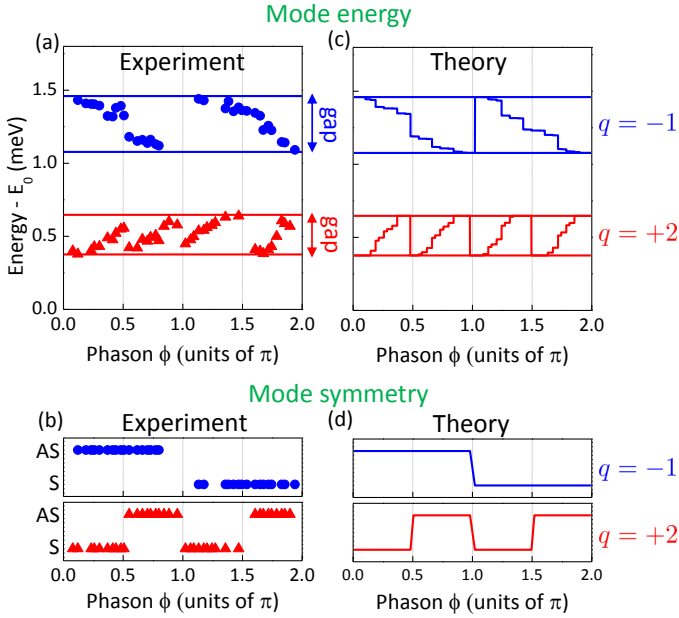 Mode energy
(a)
Experiment
(c)
Theory
Energy - E₀ (meV)
1.5
1.0
0.5
0.0
gap
gap
q = −1
q = +2
0.0 0.5 1.0 1.5 2.0
0.0 0.5 1.0 1.5 2.0
Phason ϕ (units of π)
Phason ϕ (units of π)
Mode symmetry
(b)
Experiment
(d)
Theory
AS
S
q = −1
AS
S
q = +2
0.0 0.5 1.0 1.5 2.0
0.0 0.5 1.0 1.5 2.0
Phason ϕ (units of π)
Phason ϕ (units of π)